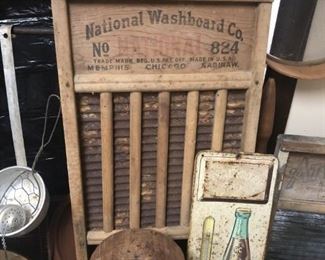 National Washboard Co.
No 824
TRADE MARK REG. U.S. PAT. OFF. MADE IN U.S.A.
MEMPHIS CHICAGO SAGINAW.